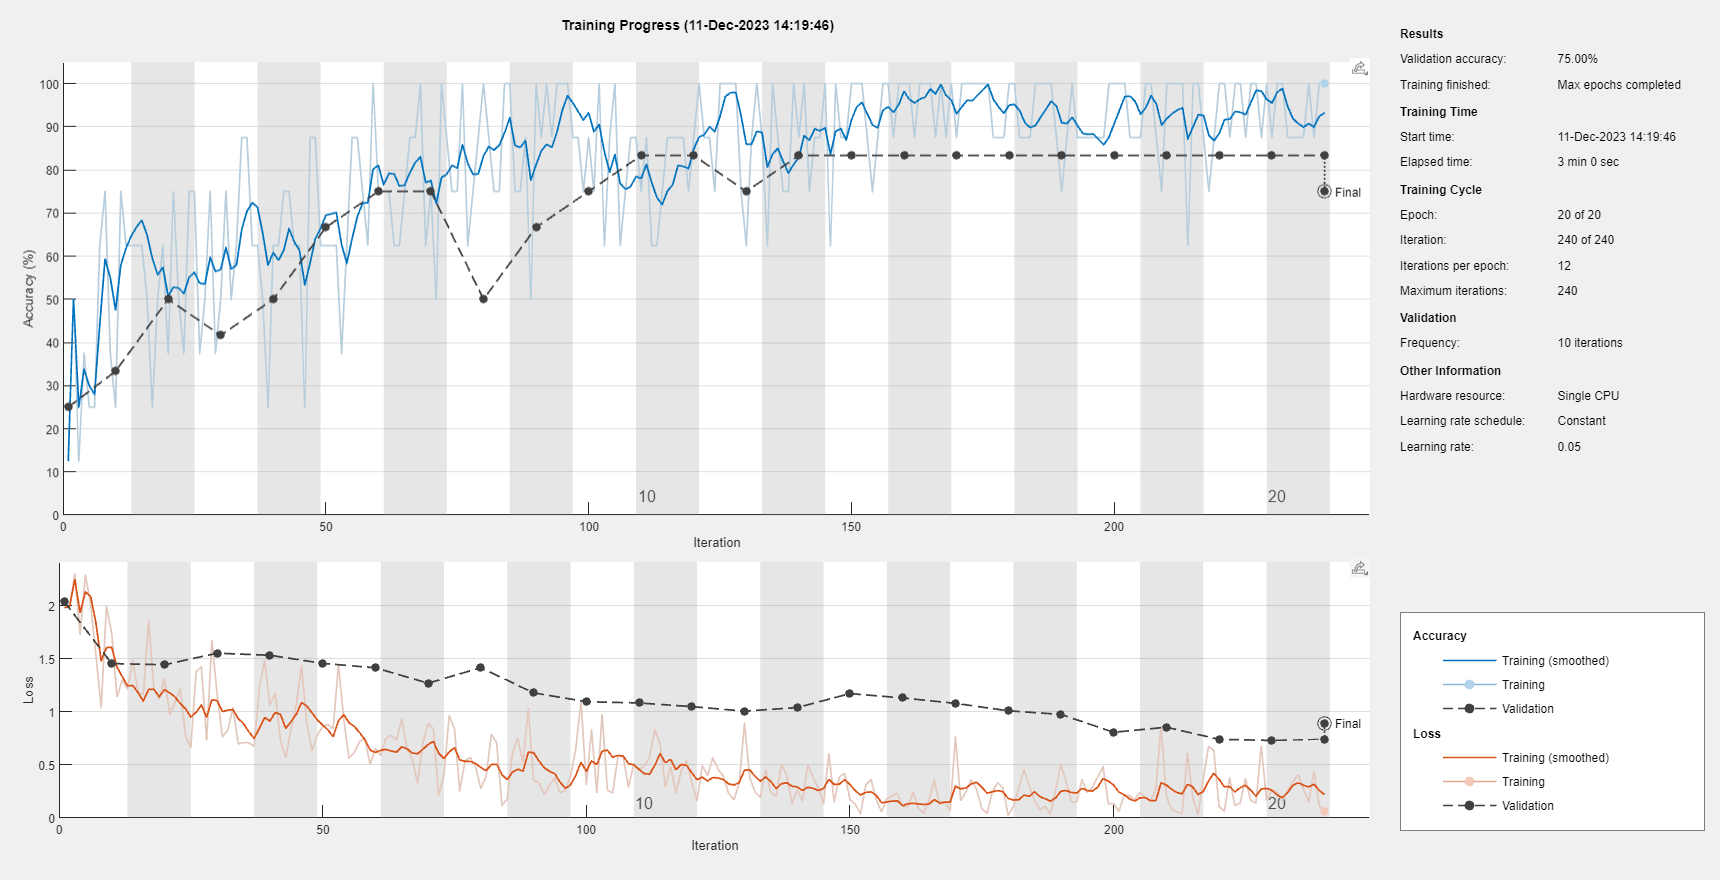 Training Progress (11-Dec-2023 14:19:46)
100
90
80
70
60
50
40
30
20
10
0
Accuracy (%)
Final
10
20
0
50
100
150
200
Iteration
2
1.5
1
0.5
0
Loss
Final
10
20
0
50
100
150
200
Iteration
Results
Validation accuracy: 75.00%
Training finished: Max epochs completed
Training Time
Start time: 11-Dec-2023 14:19:46
Elapsed time: 3 min 0 sec
Training Cycle
Epoch: 20 of 20
Iteration: 240 of 240
Iterations per epoch: 12
Maximum iterations: 240
Validation
Frequency: 10 iterations
Other Information
Hardware resource: Single CPU
Learning rate schedule: Constant
Learning rate: 0.05
Accuracy
Training (smoothed)
Training
Validation
Loss
Training (smoothed)
Training
Validation